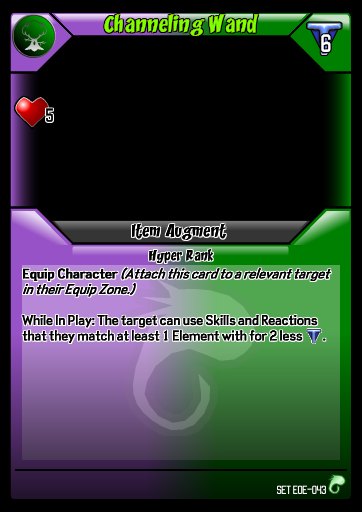 Channeling Wand
6
5
Item Augment
Hyper Rank
Equip Character (Attach this card to a relevant target
in their Equip Zone.)
While In Play: The target can use Skills and Reactions
that they match at least 1 Element with for 2 less .
SET EOE-043